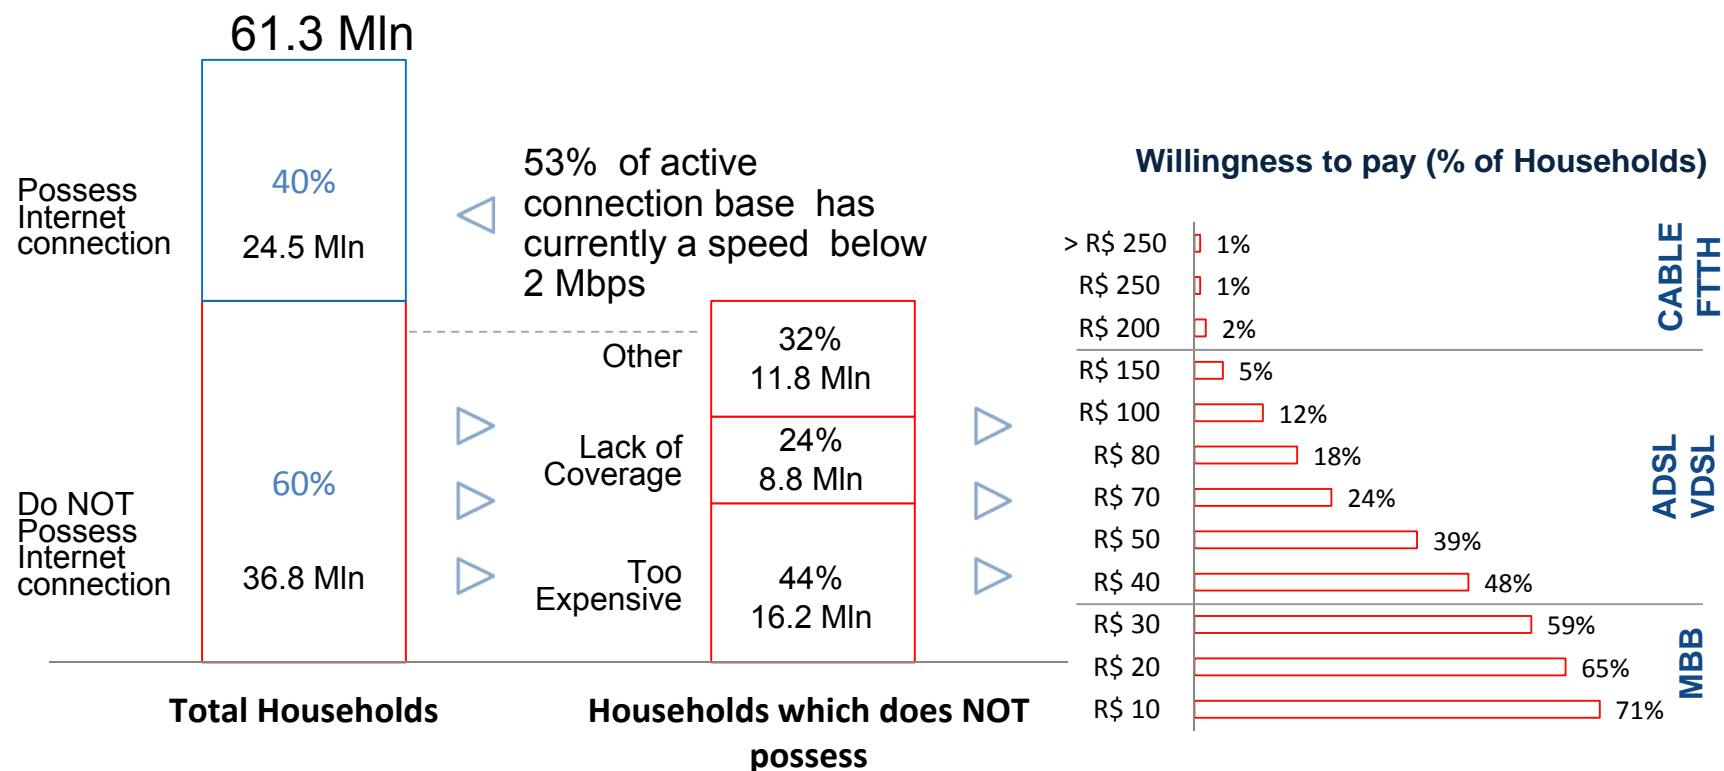 61.3 Mln
Possess
Internet
connection
40%
24.5 Mln
53% of active
connection base has
currently a speed below
2 Mbps
Do NOT
Possess
Internet
connection
60%
36.8 Mln
Other
32%
11.8 Mln
Lack of
Coverage
24%
8.8 Mln
Too
Expensive
44%
16.2 Mln
Total Households
Households which does NOT
possess
Willingness to pay (% of Households)
> R$ 250 1%
R$ 250 1%
R$ 200 2%
CABLE
FTTH
R$ 150 5%
R$ 100 12%
R$ 80 18%
R$ 70 24%
R$ 50 39%
R$ 40 48%
ADSL
VDSL
R$ 30 59%
R$ 20 65%
R$ 10 71%
MBB